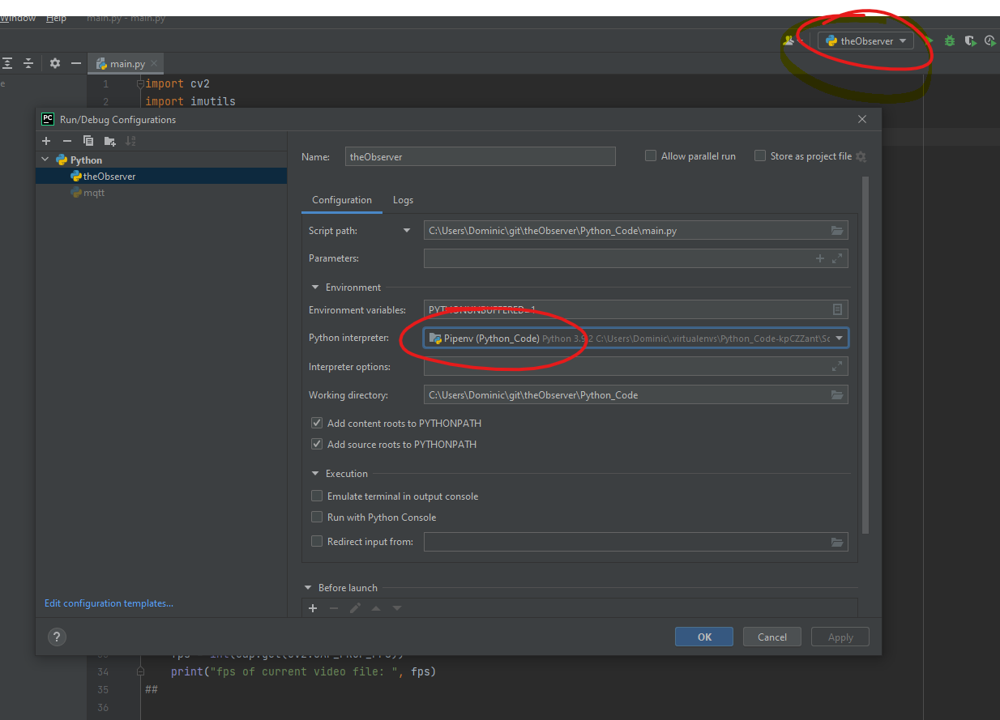 Window Help main.py - main.py
theObserver
main.py
1 import cv2
2 import imutils
PC Run/Debug Configurations
Python
theObserver
mqtt
Name: theObserver Allow parallel run Store as project file
Configuration Logs
Script path: C:\Users\Dominic\git\theObserver\Python_Code\main.py
Parameters:
Environment
Environment variables: PYTHONUNBUFFERED=1
Python interpreter: Pipenv (Python_Code) Python 3.9.2 C:\Users\Dominic\.virtualenvs\Python_Code-kpCZZant\Sc
Interpreter options:
Working directory: C:\Users\Dominic\git\theObserver\Python_Code
Add content roots to PYTHONPATH
Add source roots to PYTHONPATH
Execution
Emulate terminal in output console
Run with Python Console
Redirect input from:
Before launch
Edit configuration templates...
? OK Cancel Apply
34 print("fps of current video file: ", fps)
35 ##
36